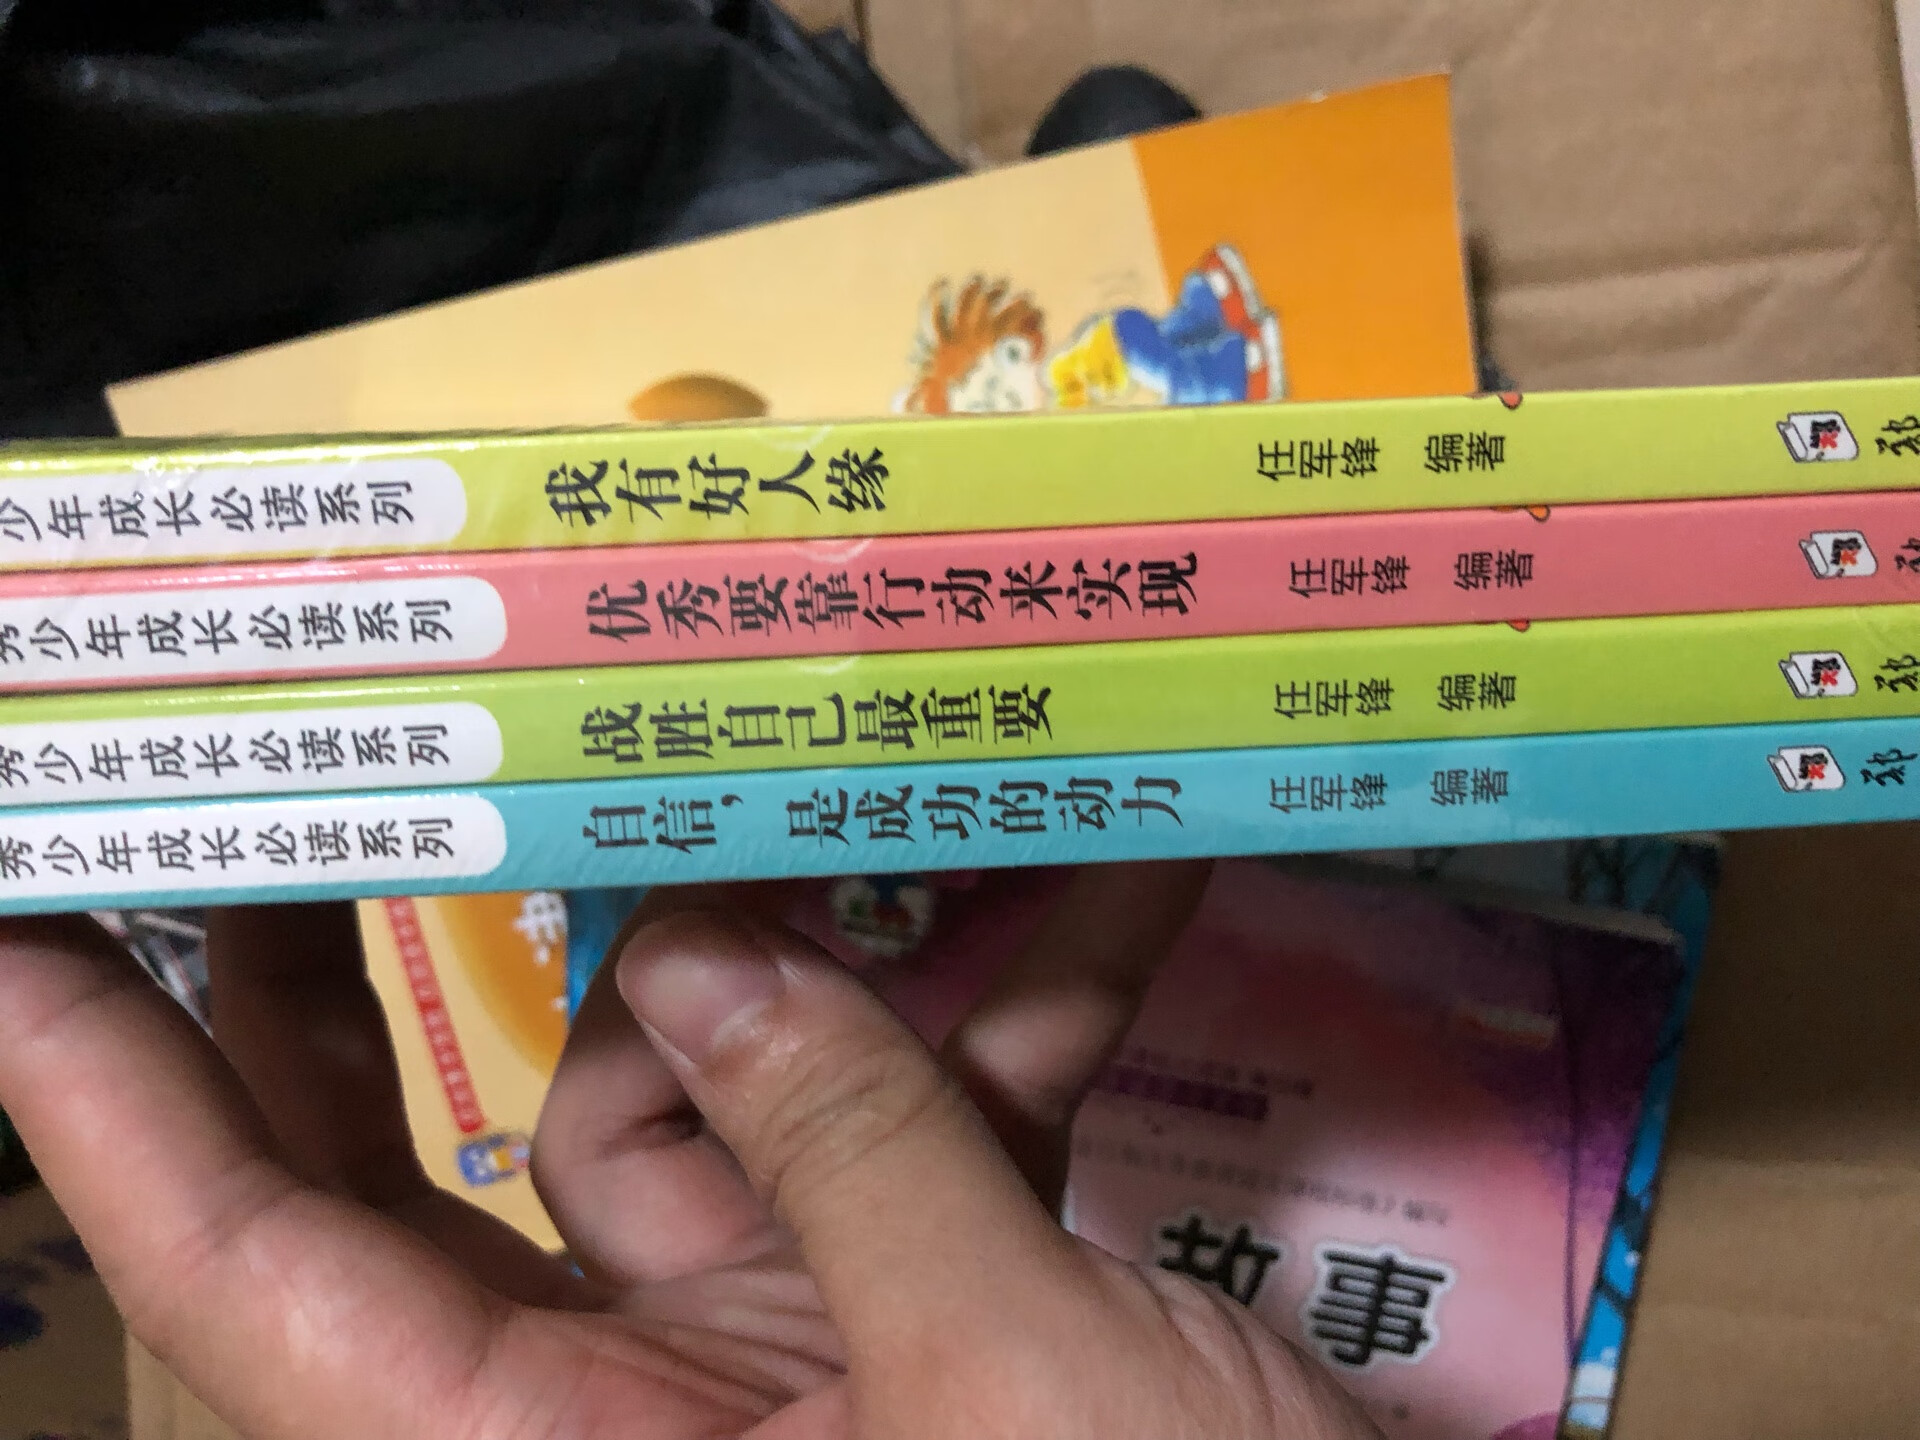 少年成长必读系列 我有好人缘 任军锋 编著
秀少年成长必读系列 优秀要靠行动来实现 任军锋 编著
秀少年成长必读系列 战胜自己最重要 任军锋 编著
秀少年成长必读系列 自信，是成功的动力 任军锋 编著
故事